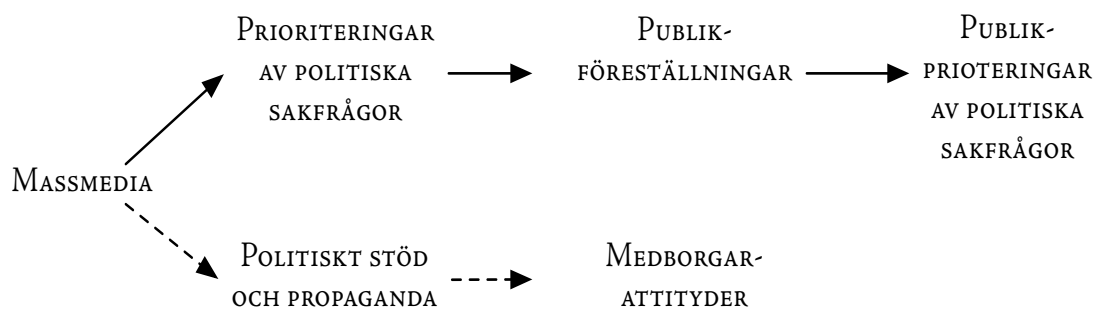 Massmedia
Prioriteringar
av politiska
sakfrågor
Publik-
föreställningar
Publik-
prioteringar
av politiska
sakfrågor
Politiskt stöd
och propaganda
Medborgar-
attityder